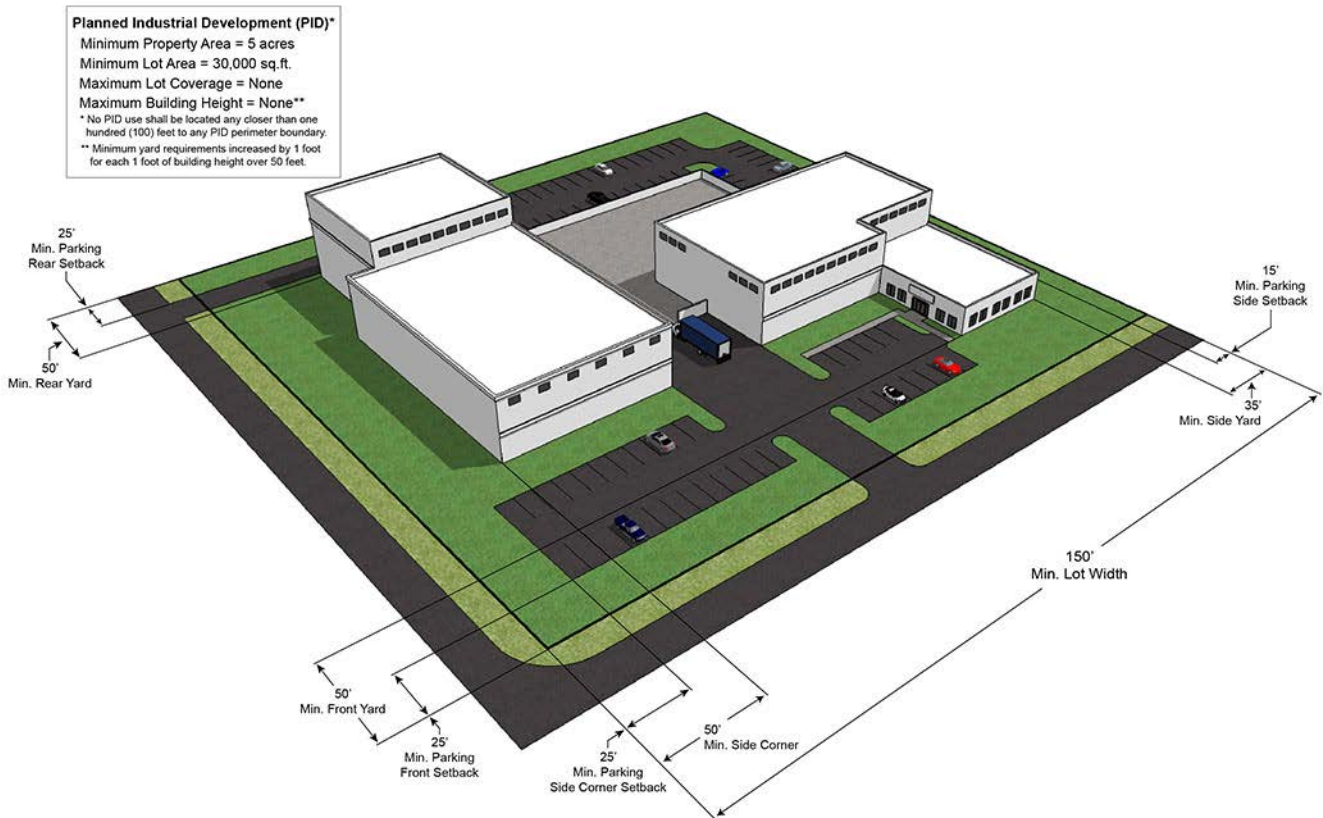 Planned Industrial Development (PID)*
Minimum Property Area = 5 acres
Minimum Lot Area = 30,000 sq.ft.
Maximum Lot Coverage = None
Maximum Building Height = None**
* No PID use shall be located any closer than one
hundred (100) feet to any PID perimeter boundary.
** Minimum yard requirements increased by 1 foot
for each 1 foot of building height over 50 feet.
25'
Min. Parking
Rear Setback
50'
Min. Rear Yard
15'
Min. Parking
Side Setback
35'
Min. Side Yard
150'
Min. Lot Width
50'
Min. Front Yard
25'
Min. Parking
Front Setback
25'
Min. Parking
Side Corner Setback
50'
Min. Side Corner